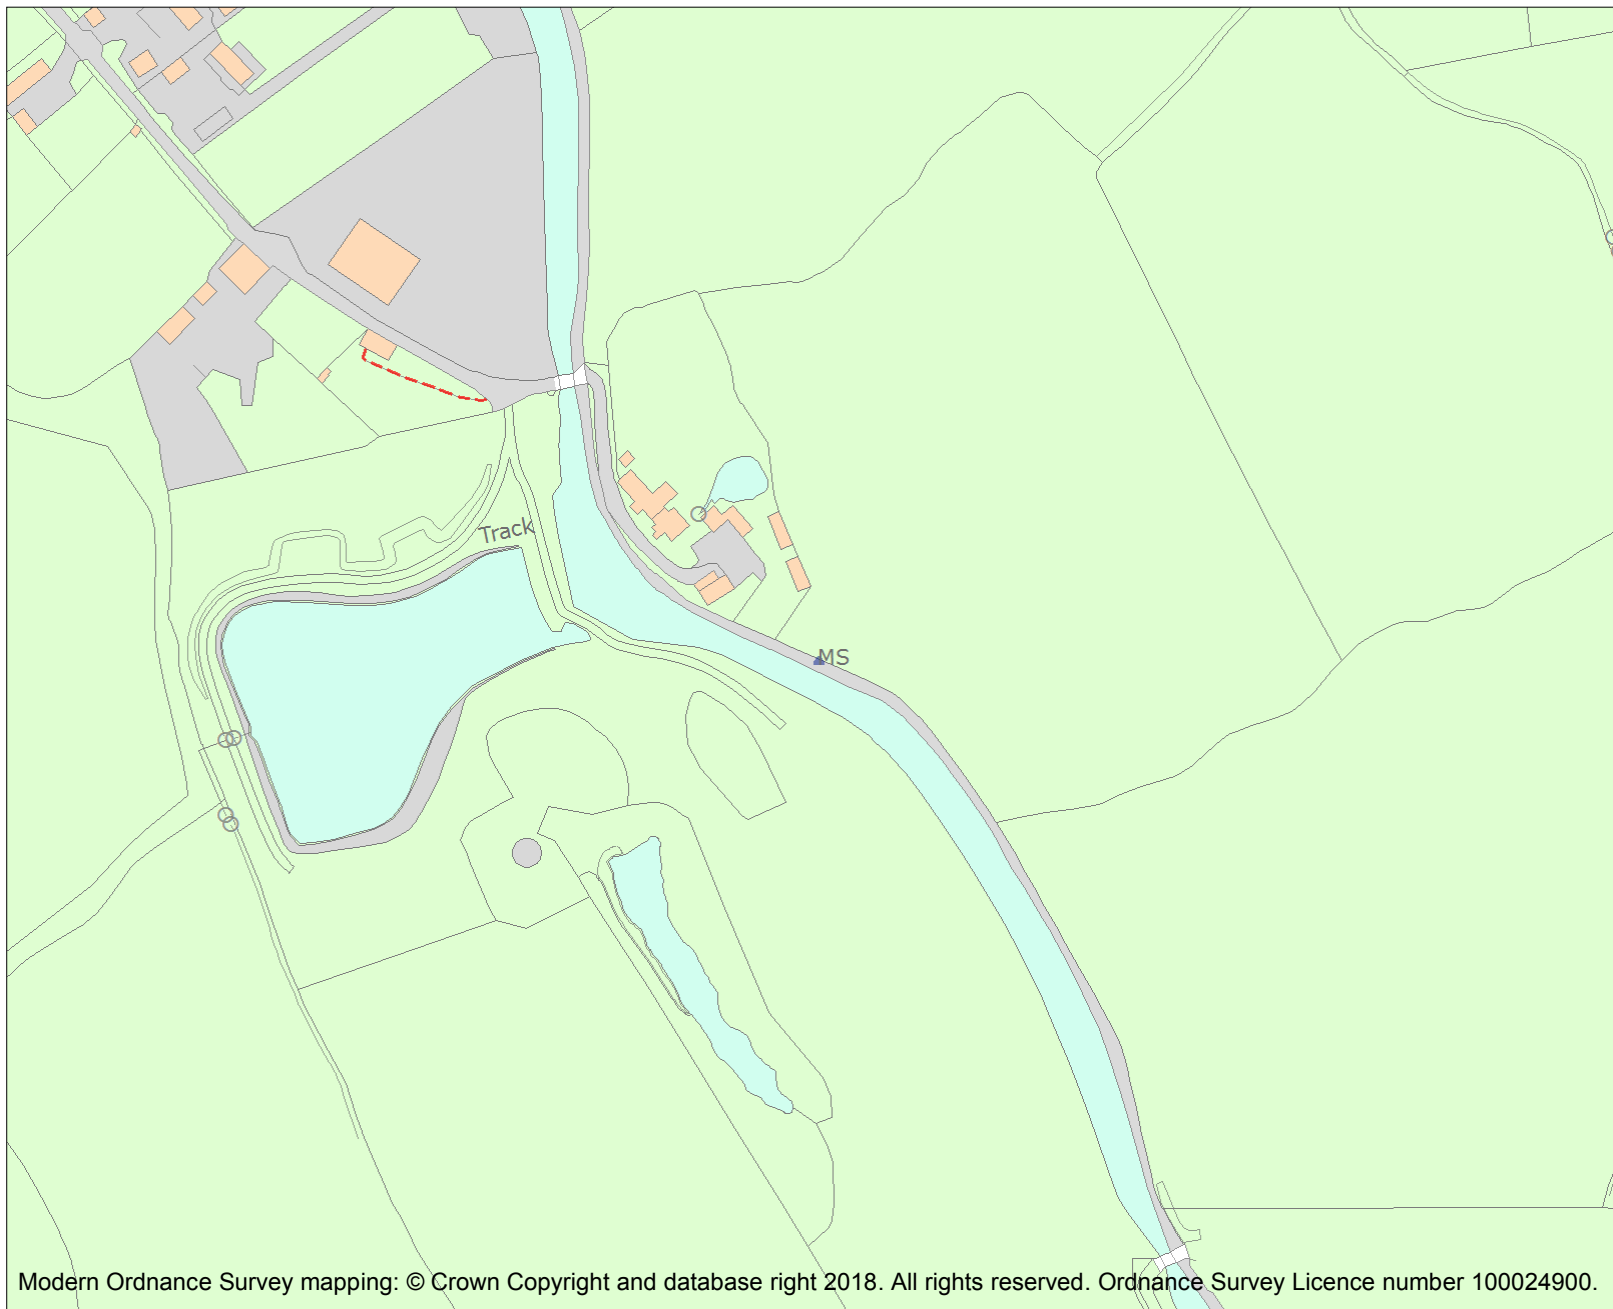 Track
MS
Modern Ordnance Survey mapping: © Crown Copyright and database right 2018. All rights reserved. Ordnance Survey Licence number 100024900.